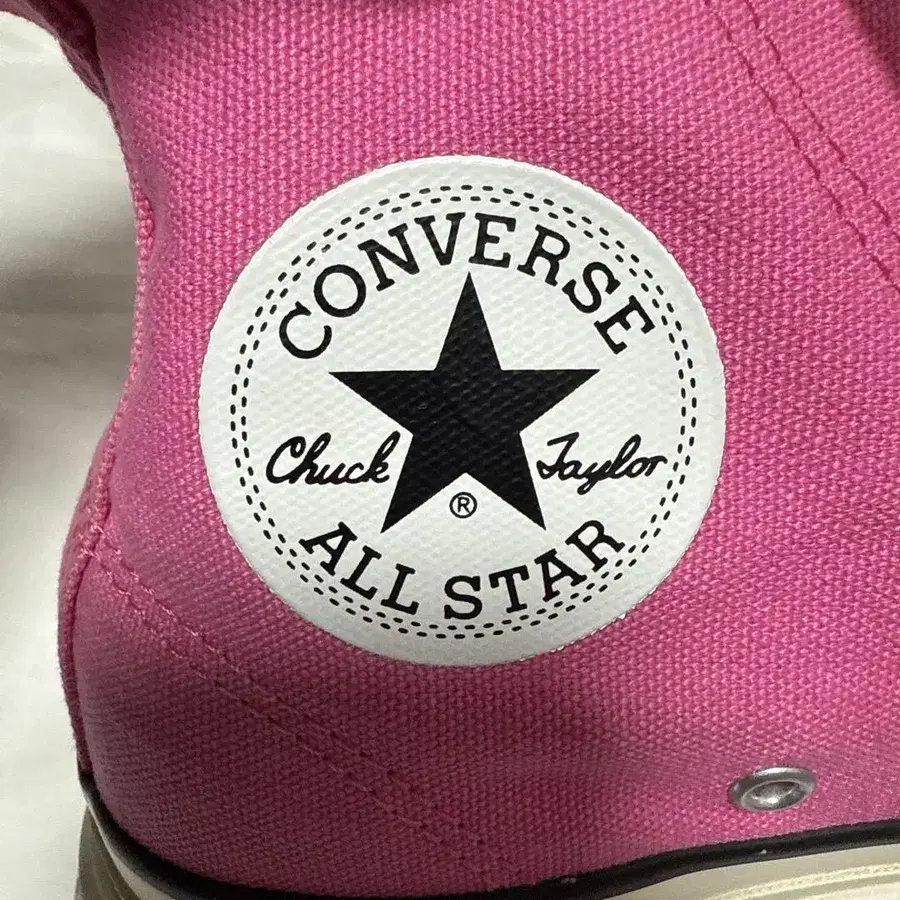 CONVERSE
Chuck Taylor
®
ALL STAR